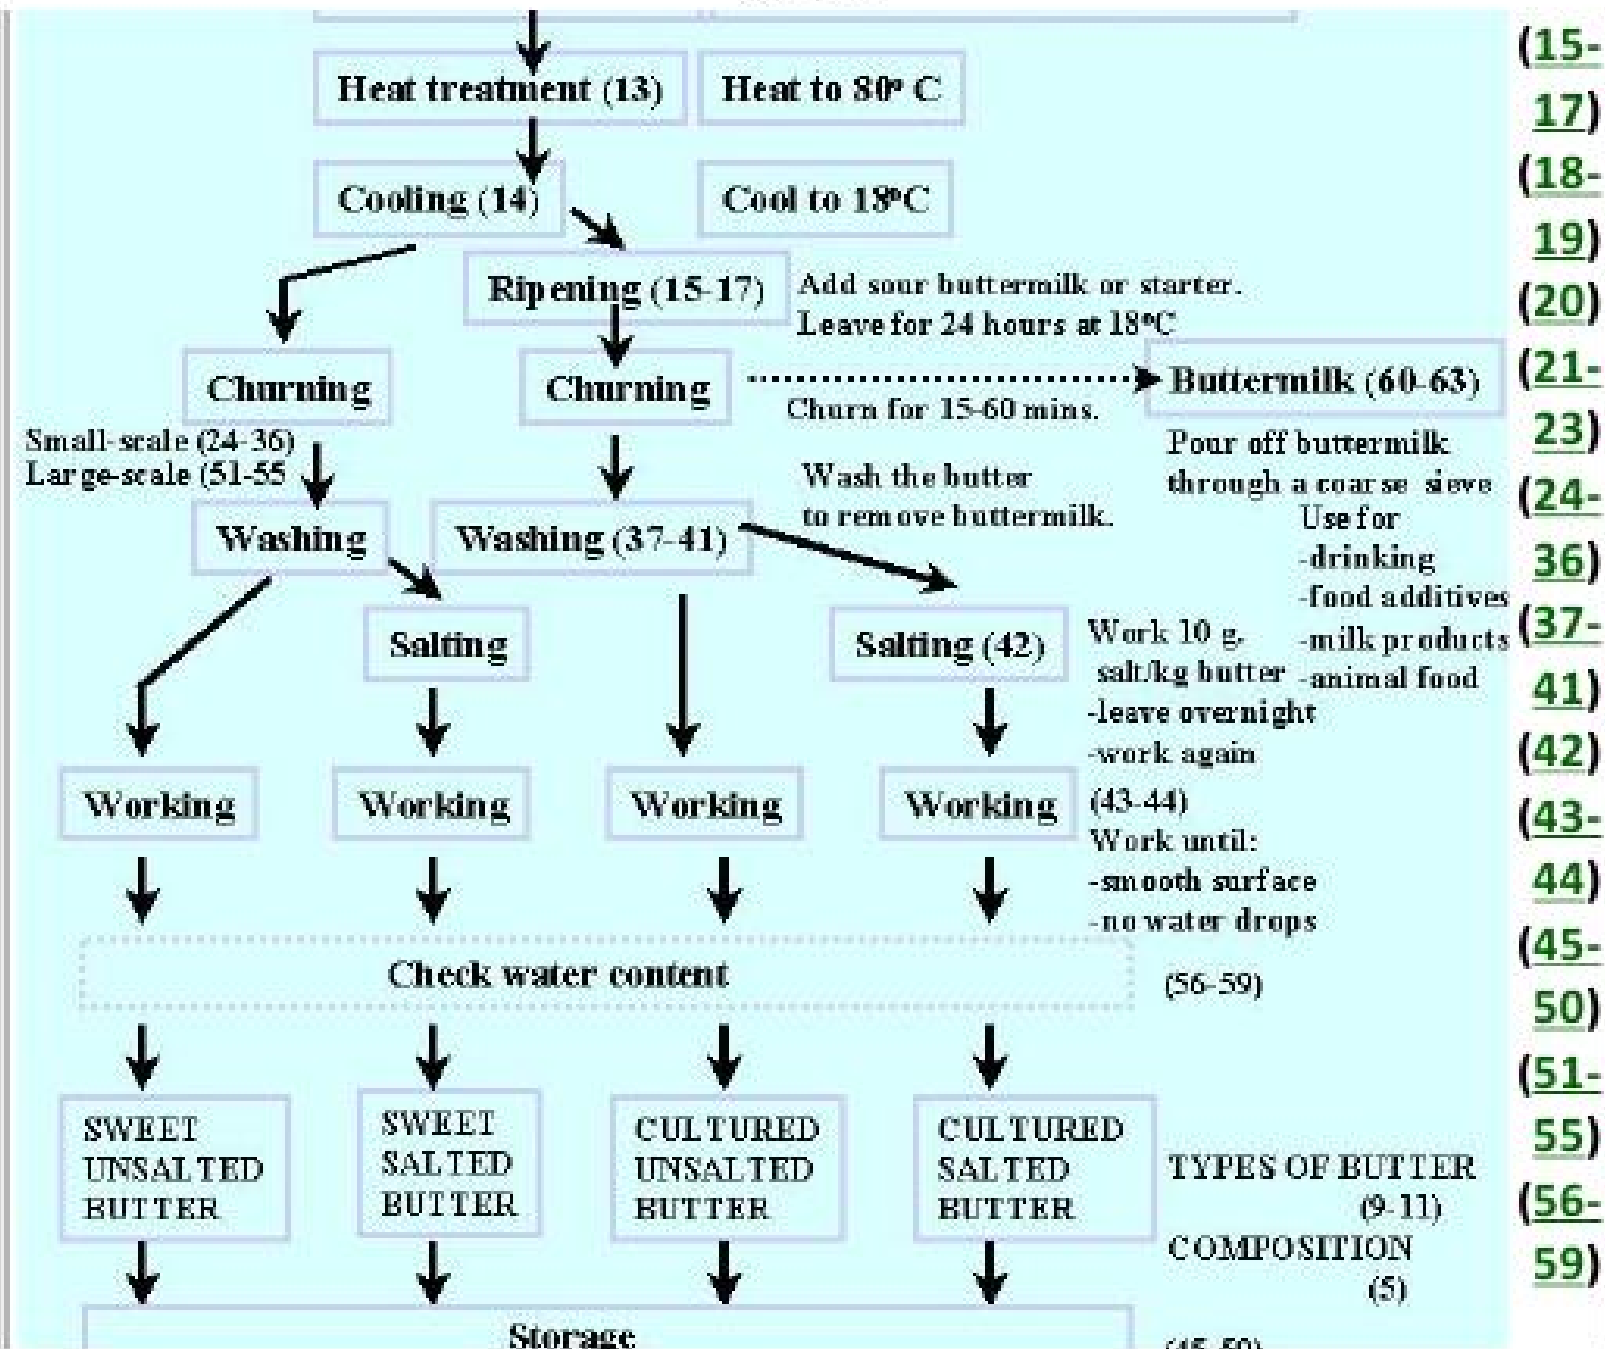 Heat treatment (13)
Heat to 80º C
Cooling (14)
Cool to 18ºC
Ripening (15-17)
Add sour buttermilk or starter.
Leave for 24 hours at 18ºC
Churning
Churning
Churn for 15-60 mins.
Buttermilk (60-63)
Small-scale (24-36)
Large-scale (51-55
Pour off buttermilk
through a coarse sieve
Use for
-drinking
-food additives
-milk products
-animal food
Washing
Washing (37-41)
Wash the butter
to remove buttermilk.
Salting
Salting (42)
Work 10 g.
salt/kg butter
-leave overnight
-work again
Working
Working
Working
Working
(43-44)
Work until:
-smooth surface
-no water drops
Check water content
(56-59)
SWEET
UNSALTED
BUTTER
SWEET
SALTED
BUTTER
CULTURED
UNSALTED
BUTTER
CULTURED
SALTED
BUTTER
TYPES OF BUTTER
(9-11)
COMPOSITION
(5)
Storage
(15-
17)
(18-
19)
(20)
(21-
23)
(24-
36)
(37-
41)
(42)
(43-
44)
(45-
50)
(51-
55)
(56-
59)